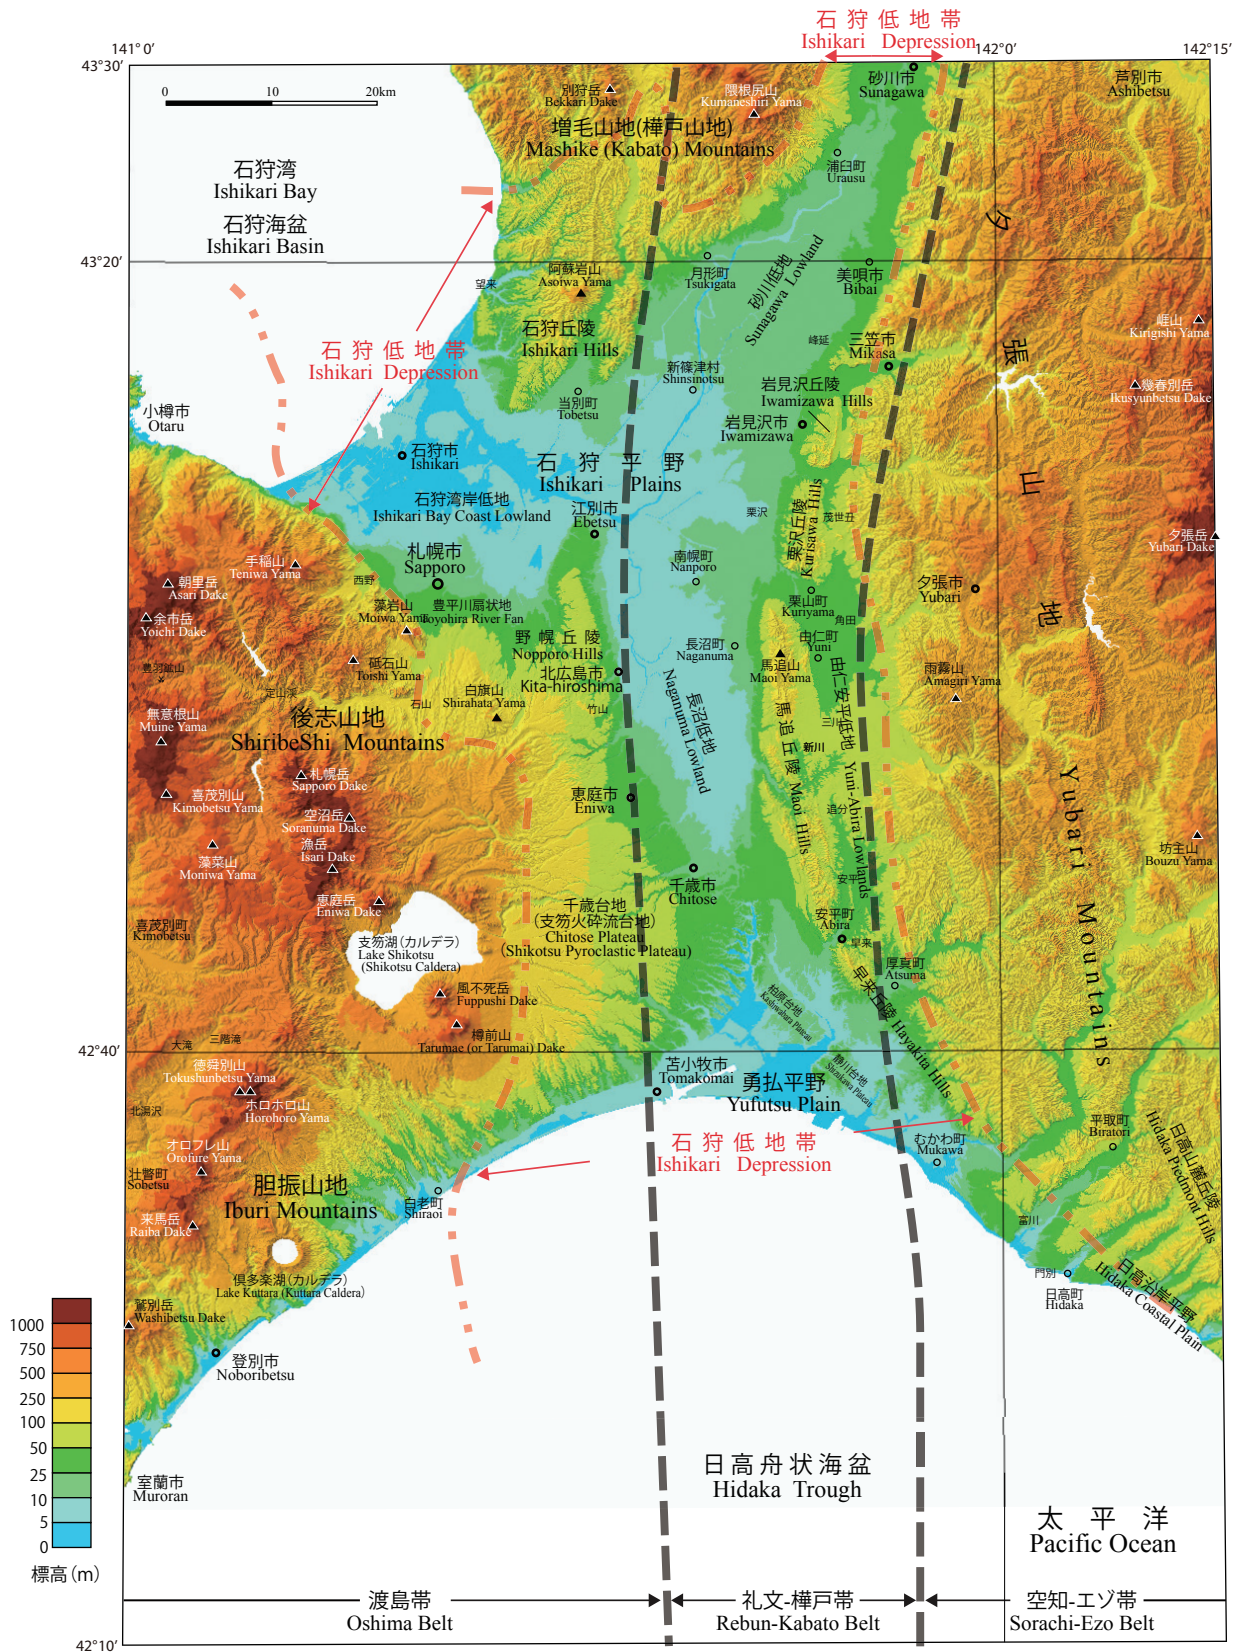 石狩低地帯
Ishikari Depression
141° 0′
142°0′
142°15′
43°30′
0
10
20km
別狩岳
Bekkari Dake
隈根尻山
Kumaneshiri Yama
砂川市
Sunagawa
芦別市
Ashibetsu
増毛山地(樺戸山地)
Mashike (Kabato) Mountains
浦臼町
Urausu
石狩湾
Ishikari Bay
石狩海盆
Ishikari Basin
43°20′
阿蘇岩山
Asoiwa Yama
望来
月形町
Tsukigata
砂川低地
Sunagawa Lowland
美唄市
Bibai
石狩丘陵
Ishikari Hills
峰延
三笠市
Mikasa
崕山
Kirigishi Yama
石狩低地帯
Ishikari Depression
新篠津村
Shinsinotsu
岩見沢丘陵
Iwamizawa Hills
幾春別岳
Ikusyunbetsu Dake
小樽市
Otaru
当別町
Tobetsu
岩見沢市
Iwamizawa
石狩市
Ishikari
石狩平野
Ishikari Plains
石狩湾岸低地
Ishikari Bay Coast Lowland
江別市
Ebetsu
栗沢
栗沢丘陵
Kurisawa Hills
茂世丑
夕張岳
Yubari Dake
札幌市
Sapporo
手稲山
Teniwa Yama
西野
朝里岳
Asari Dake
南幌町
Nanporo
栗山町
Kuriyama
夕張市
Yubari
余市岳
Yoichi Dake
藻岩山
Moiwa Yama
豊平川扇状地
Toyohira River Fan
角田
野幌丘陵
Nopporo Hills
長沼町
Naganuma
由仁町
Yuni
馬追山
Maoi Yama
豊羽鉱山
砥石山
Toishi Yama
北広島市
Kita-hiroshima
雨霧山
Amagiri Yama
定山渓
石山
白旗山
Shirahata Yama
竹山
長沼低地
Naganuma Lowland
由仁安平低地 Yuni-Abira Lowlands
三川
無意根山
Muine Yama
後志山地
ShiribeShi Mountains
馬追丘陵 Maoi Hills
新川
札幌岳
Sapporo Dake
喜茂別山
Kimobetsu Yama
恵庭市
Eniwa
追分
空沼岳
Soranuma Dake
漁岳
Isari Dake
藻菜山
Moniwa Yama
坊主山
Bouzu Yama
千歳市
Chitose
安平
恵庭岳
Eniwa Dake
喜茂別町
Kimobetsu
千歳台地
(支笏火砕流台地)
Chitose Plateau
(Shikotsu Pyroclastic Plateau)
安平町
Abira
早来
支笏湖(カルデラ)
Lake Shikotsu
(Shikotsu Caldera)
厚真町
Atsuma
風不死岳
Fuppushi Dake
柏原台地
Kashiwabara Plateau
早来丘陵 Hayakita Hills
樽前山
Tarumae (or Tarumai) Dake
大滝
三階滝
42°40′
夕張山地
Yubari Mountains
徳舜別山
Tokushunbetsu Yama
苫小牧市
Tomakomai
勇払平野
Yufutsu Plain
静川台地
Shizukawa Plateau
北湯沢
ホロホロ山
Horohoro Yama
石狩低地帯
Ishikari Depression
むかわ町
Mukawa
平取町
Biratori
日高山麓丘陵
Hidaka Piedmont Hills
オロフレ山
Orofure Yama
壮瞥町
Sobetsu
胆振山地
Iburi Mountains
白老町
Shiraoi
来馬岳
Raiba Dake
富川
門別
日高町
Hidaka
日高沿岸平野
Hidaka Coastal Plain
倶多楽湖(カルデラ)
Lake Kuttara (Kuttara Caldera)
鷲別岳
Washibetsu Dake
登別市
Noboribetsu
1000
750
500
250
100
50
25
10
5
0
標高(m)
室蘭市
Muroran
日高舟状海盆
Hidaka Trough
太平洋
Pacific Ocean
渡島帯
Oshima Belt
礼文-樺戸帯
Rebun-Kabato Belt
空知-エゾ帯
Sorachi-Ezo Belt
42°10′